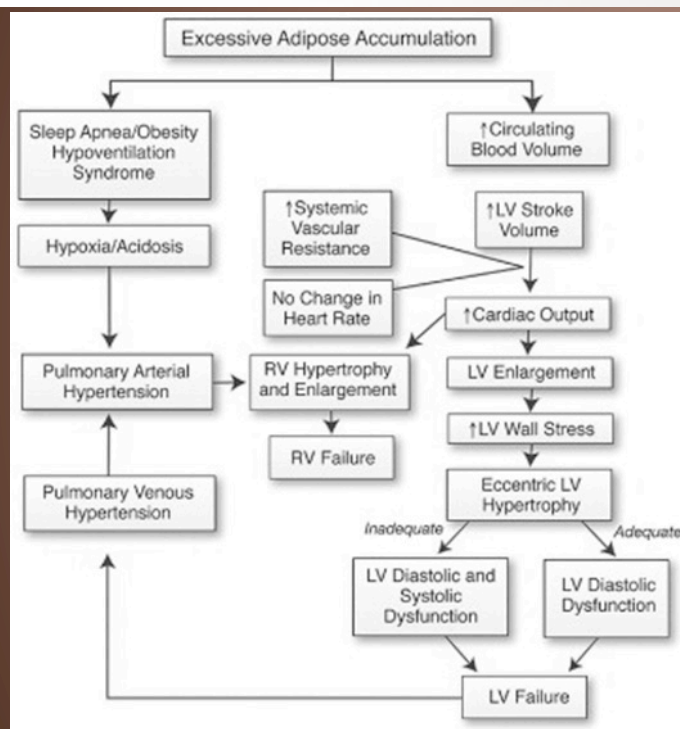 Excessive Adipose Accumulation
Sleep Apnea/Obesity
Hypoventilation
Syndrome
↑Circulating
Blood Volume
↑Systemic
Vascular
Resistance
↑LV Stroke
Volume
Hypoxia/Acidosis
No Change in
Heart Rate
↑Cardiac Output
Pulmonary Arterial
Hypertension
RV Hypertrophy
and Enlargement
LV Enlargement
RV Failure
↑LV Wall Stress
Pulmonary Venous
Hypertension
Eccentric LV
Hypertrophy
Inadequate
Adequate
LV Diastolic and
Systolic
Dysfunction
LV Diastolic
Dysfunction
LV Failure